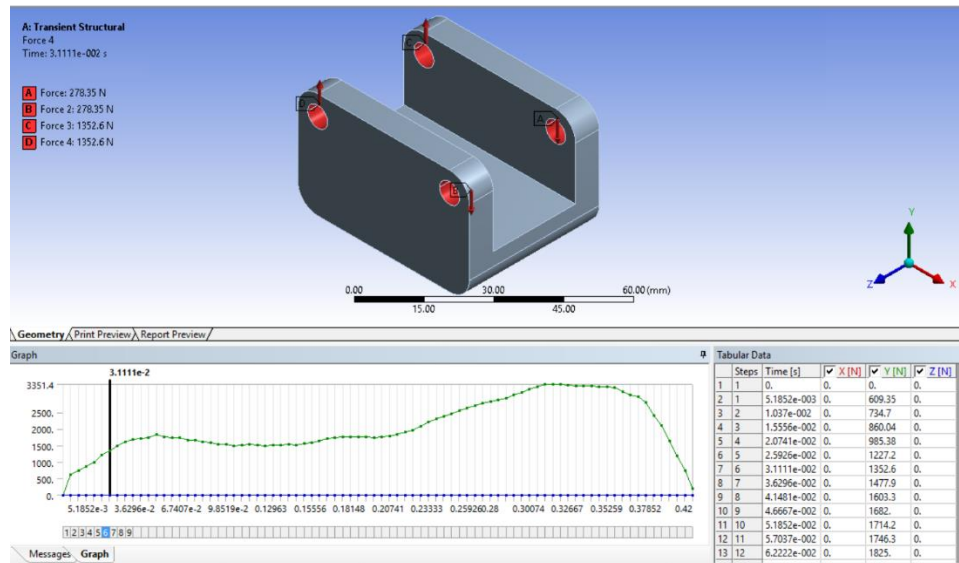 A: Transient Structural
Force 4
Time: 3.1111e-002 s
A Force: 278.35 N
B Force 2: 278.35 N
C Force 3: 1352.6 N
D Force 4: 1352.6 N
C
D
A
B
Y
Z X
0.00 30.00 60.00 (mm)
15.00 45.00
Geometry Print Preview Report Preview
Graph
3.1111e-2
3351.4
2500.
2000.
1500.
1000.
500.
0.
5.1852e-3 3.6296e-2 6.7407e-2 9.8519e-2 0.12963 0.15556 0.18148 0.20741 0.23333 0.259260.28 0.30074 0.32667 0.35259 0.37852 0.42
1 2 3 4 5 6 7 8 9
Messages Graph
Tabular Data
Steps Time [s] X [N] Y [N] Z [N]
1 1 0. 0. 0. 0.
2 1 5.1852e-003 0. 609.35 0.
3 2 1.037e-002 0. 734.7 0.
4 3 1.5556e-002 0. 860.04 0.
5 4 2.0741e-002 0. 985.38 0.
6 5 2.5926e-002 0. 1227.2 0.
7 6 3.1111e-002 0. 1352.6 0.
8 7 3.6296e-002 0. 1477.9 0.
9 8 4.1481e-002 0. 1603.3 0.
10 9 4.6667e-002 0. 1682. 0.
11 10 5.1852e-002 0. 1714.2 0.
12 11 5.7037e-002 0. 1746.3 0.
13 12 6.2222e-002 0. 1825. 0.